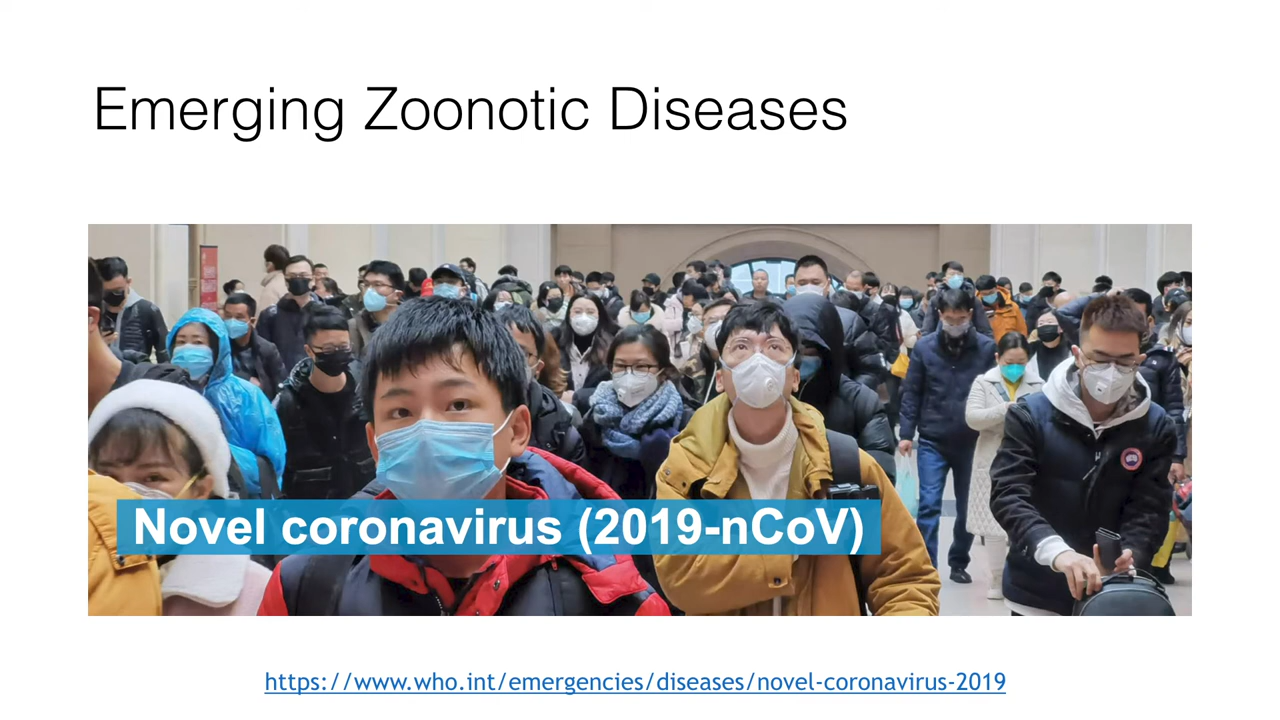 Emerging Zoonotic Diseases
Novel coronavirus (2019-nCoV)
https://www.who.int/emergencies/diseases/novel-coronavirus-2019